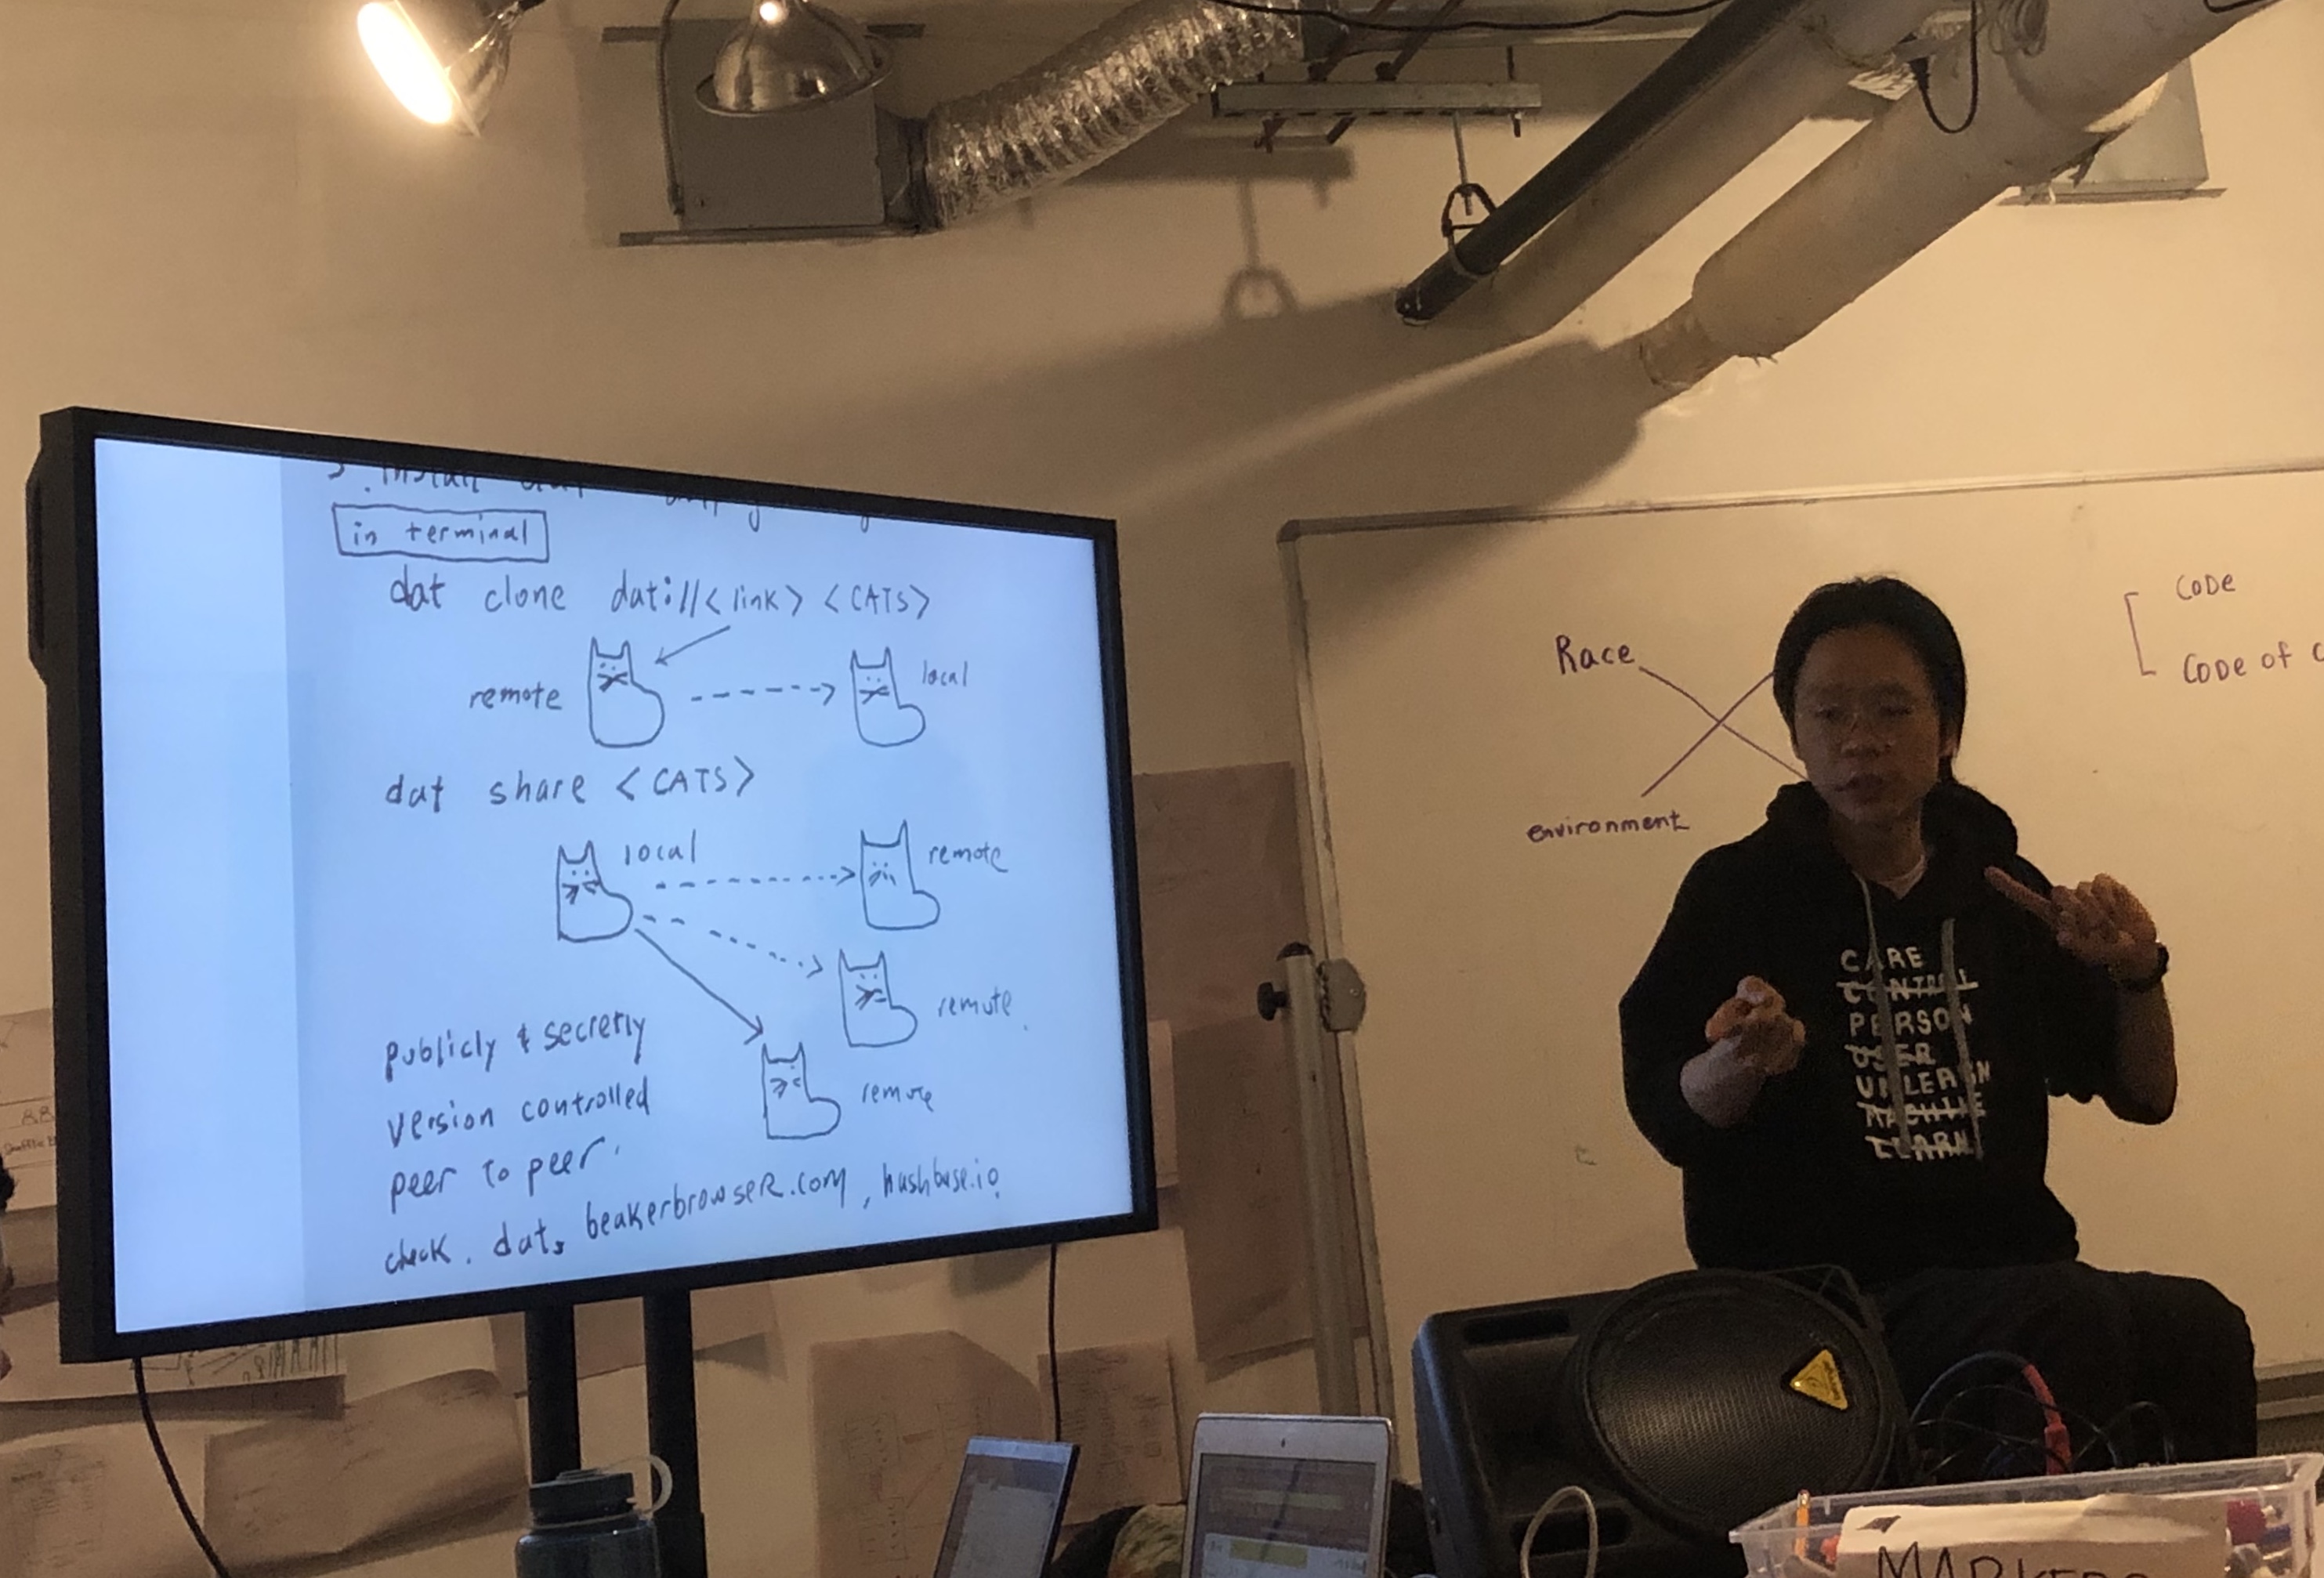 in terminal
dat clone dat://<link> <CATS>
remote
local
dat share <CATS>
local
remote
remote
remote
publicly & secretly
version controlled
peer to peer.
check. dat, beakerbrowser.com, hashbase.io
Race
environment
CODE
CODE OF
CARE
CONTROL
PERSON
USER
UNLEARN
MACHINE
LEARN
MARKERS